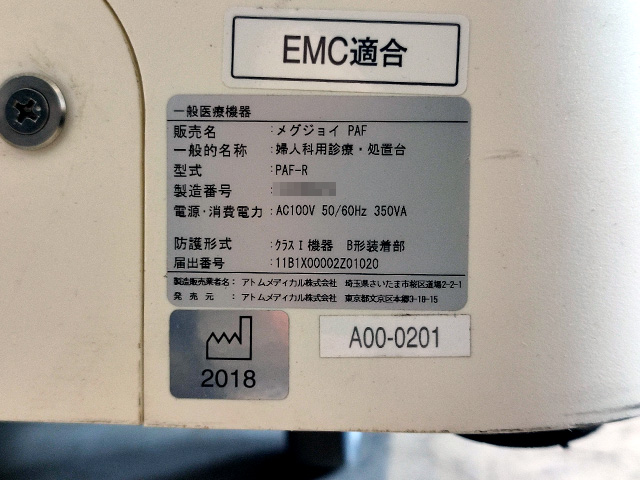 EMC適合
一般医療機器
販売名 :メグジョイ PAF
一般的名称 :婦人科用診療・処置台
型式 :PAF-R
製造番号 :
電源・消費電力 :AC100V 50/60Hz 350VA
防護形式 :クラスⅠ機器 B形装着部
届出番号 :11B1X00002Z01020
製造販売業者名:アトムメディカル株式会社 埼玉県さいたま市桜区道場2-2-1
発売元:アトムメディカル株式会社 東京都文京区本郷3-18-15
2018
A00-0201